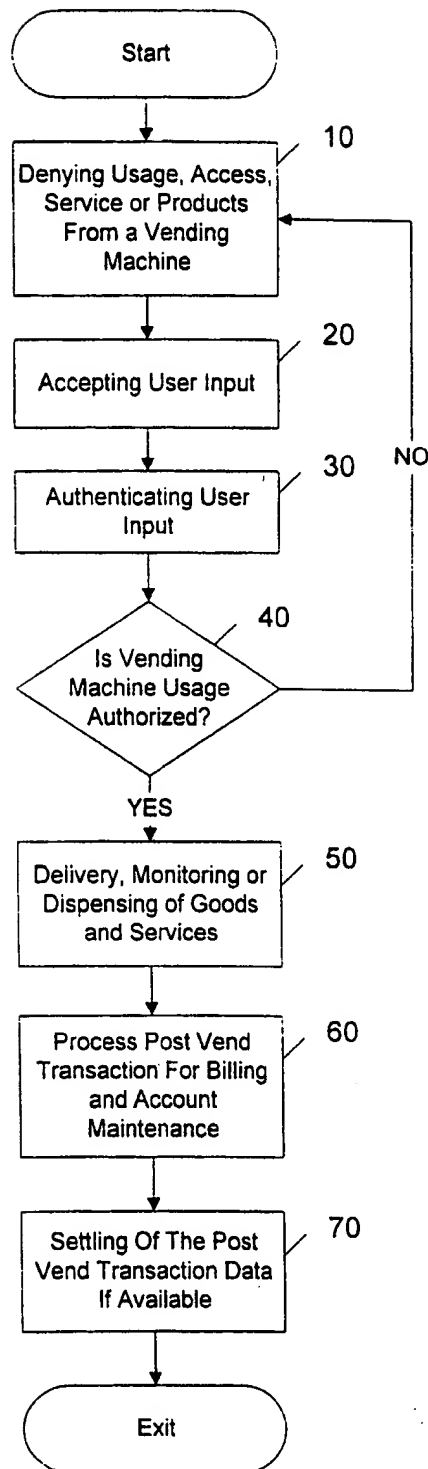 Start
10
Denying Usage, Access,
Service or Products
From a Vending
Machine
20
Accepting User Input
30
Authenticating User
Input
NO
40
Is Vending
Machine Usage
Authorized?
YES
50
Delivery, Monitoring or
Dispensing of Goods
and Services
60
Process Post Vend
Transaction For Billing
and Account
Maintenance
70
Settling Of The Post
Vend Transaction Data
If Available
Exit